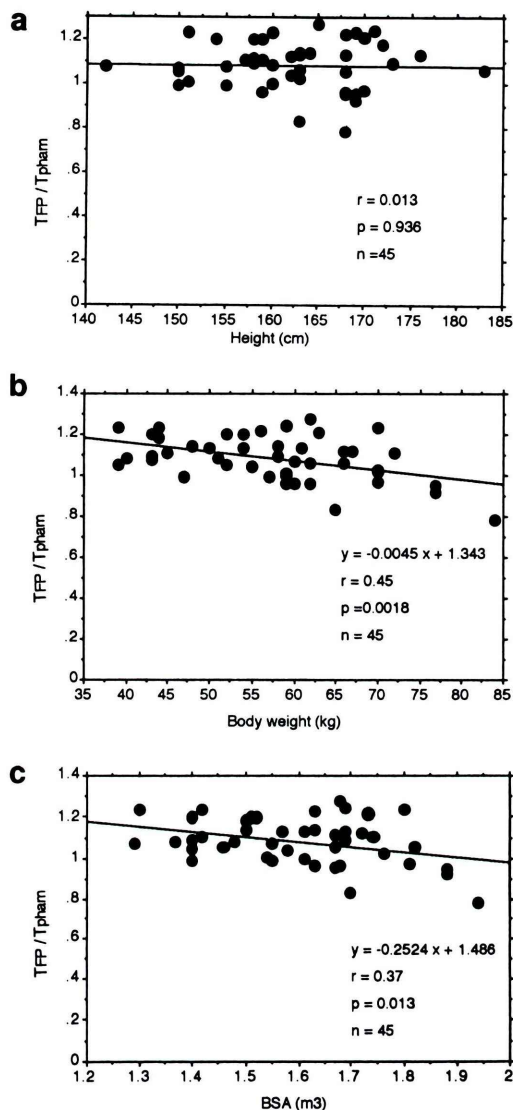 a
1.2
1
.8
.6
.4
.2
0
TFP / Tpham
r = 0.013
p = 0.936
n =45
140 145 150 155 160 165 170 175 180 185
Height (cm)
b
1.4
1.2
1
.8
.6
.4
.2
0
TFP / Tpham
y = -0.0045 x + 1.343
r = 0.45
p =0.0018
n = 45
35 40 45 50 55 60 65 70 75 80 85
Body weight (kg)
c
1.4
1.2
1
.8
.6
.4
.2
0
TFP / Tpham
y = -0.2524 x + 1.486
r = 0.37
p = 0.013
n = 45
1.2 1.3 1.4 1.5 1.6 1.7 1.8 1.9 2
BSA (m3)